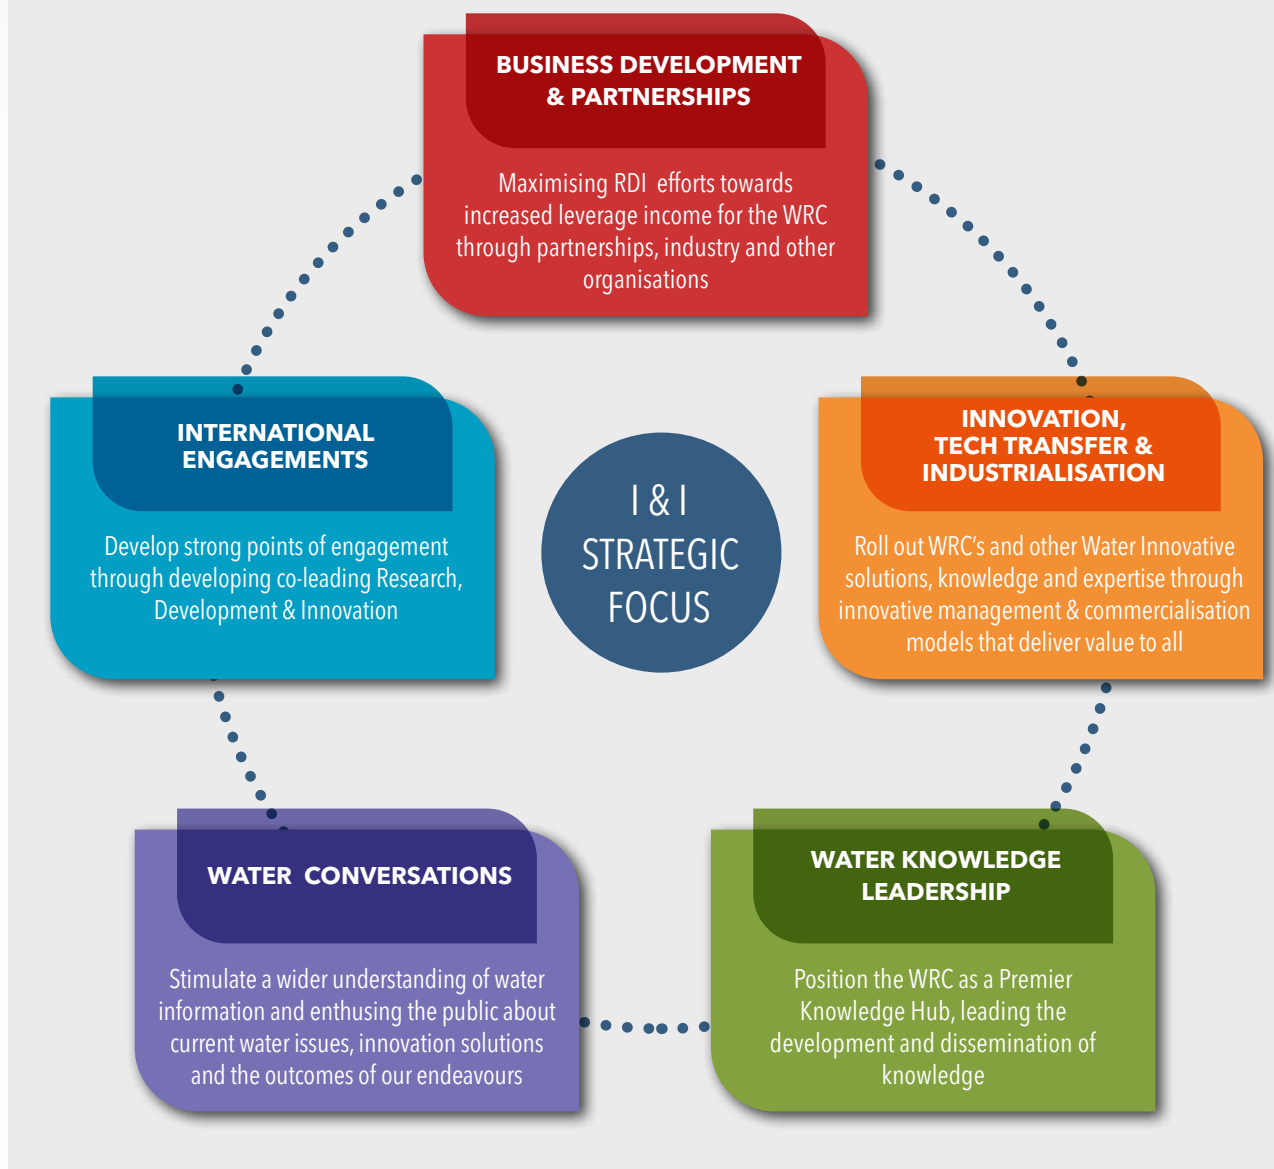 BUSINESS DEVELOPMENT
& PARTNERSHIPS
Maximising RDI efforts towards
increased leverage income for the WRC
through partnerships, industry and other
organisations
INTERNATIONAL
ENGAGEMENTS
Develop strong points of engagement
through developing co-leading Research,
Development & Innovation
I & I
STRATEGIC
FOCUS
INNOVATION,
TECH TRANSFER &
INDUSTRIALISATION
Roll out WRC's and other Water Innovative
solutions, knowledge and expertise through
innovative management & commercialisation
models that deliver value to all
WATER CONVERSATIONS
Stimulate a wider understanding of water
information and enthusing the public about
current water issues, innovation solutions
and the outcomes of our endeavours
WATER KNOWLEDGE
LEADERSHIP
Position the WRC as a Premier
Knowledge Hub, leading the
development and dissemination of
knowledge